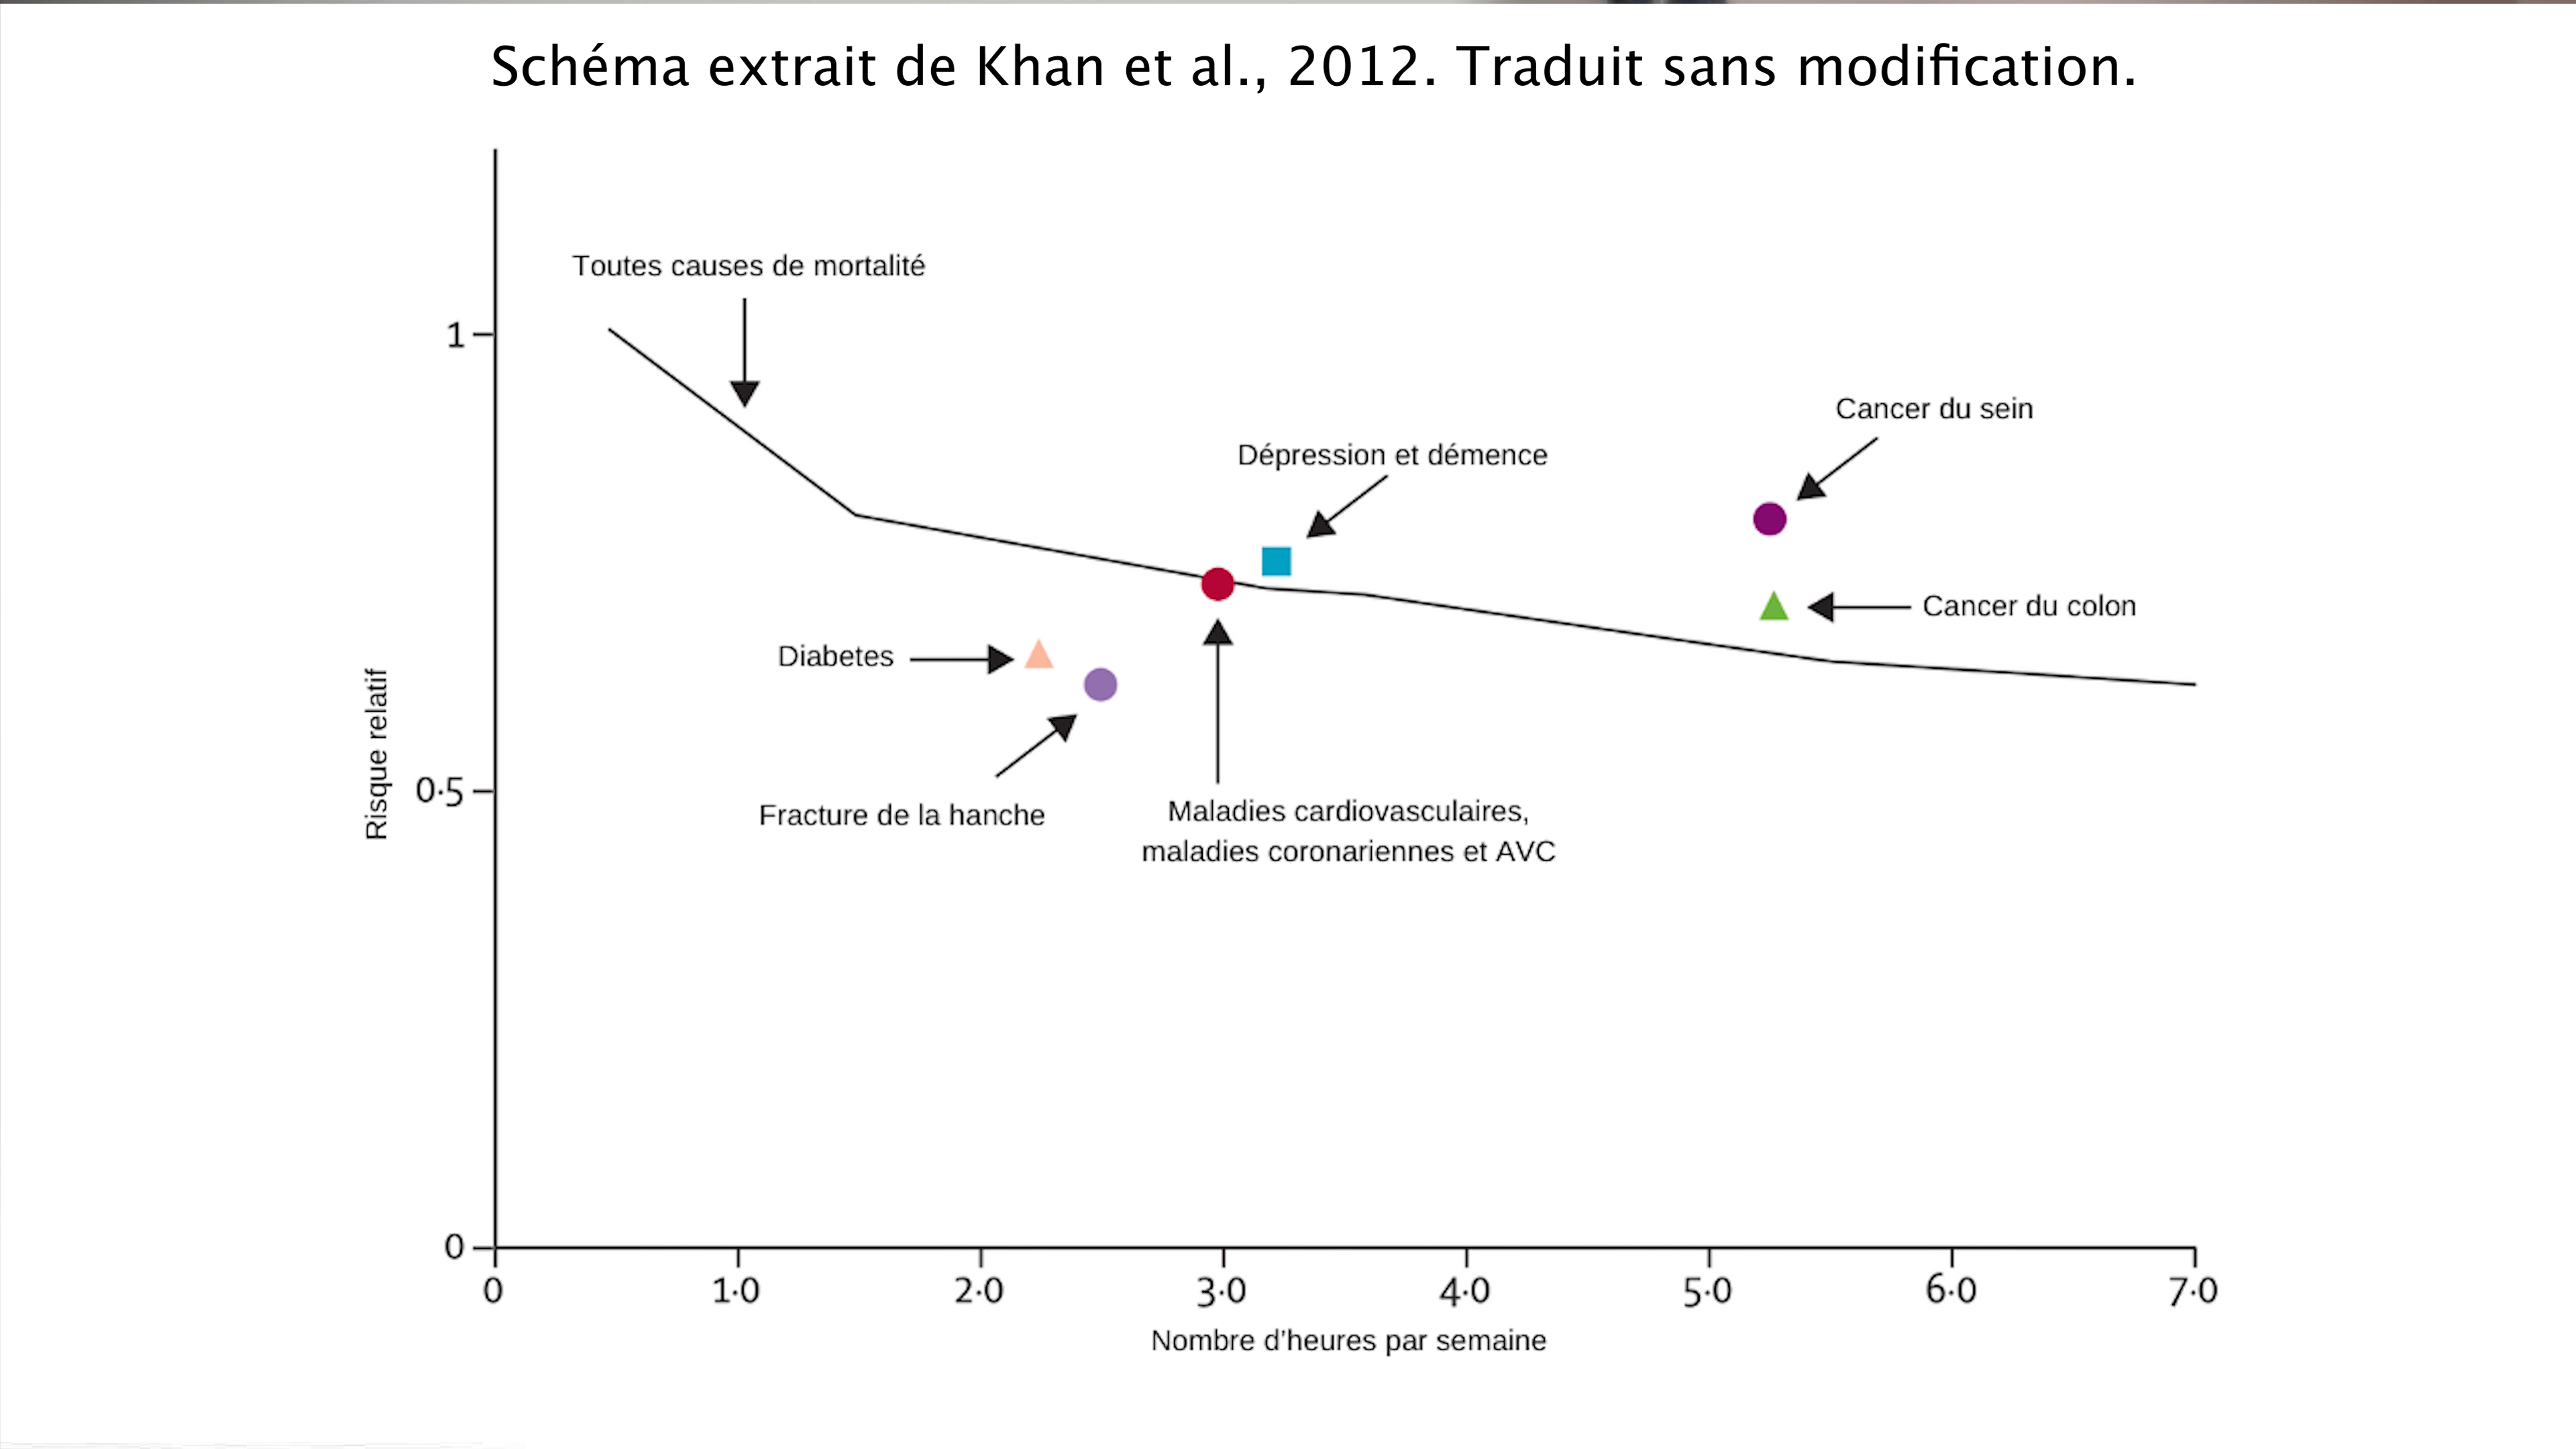 Schéma extrait de Khan et al., 2012. Traduit sans modification.
Toutes causes de mortalité
1
Cancer du sein
Dépression et démence
Cancer du colon
Diabetes
Risque relatif
0·5
Fracture de la hanche
Maladies cardiovasculaires,
maladies coronariennes et AVC
0
0 1·0 2·0 3·0 4·0 5·0 6·0 7·0
Nombre d'heures par semaine